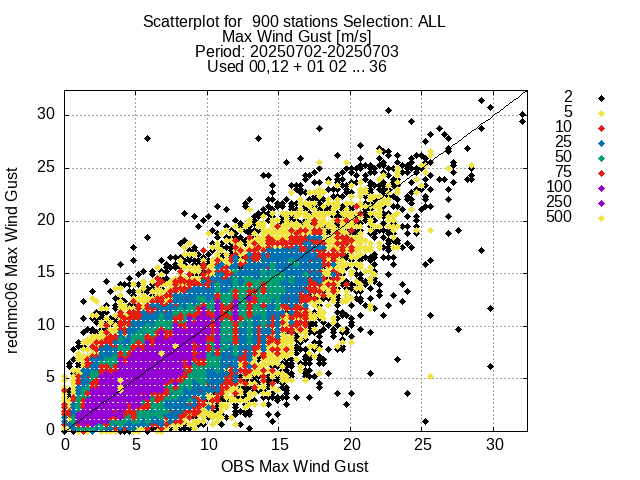 Scatterplot for  900 stations Selection: ALL
Max Wind Gust [m/s]
Period: 20250702-20250703
Used 00,12 + 01 02 ... 36
rednmc06 Max Wind Gust
30
25
20
15
10
5
0
0 5 10 15 20 25 30
OBS Max Wind Gust
2
5
10
25
50
75
100
250
500